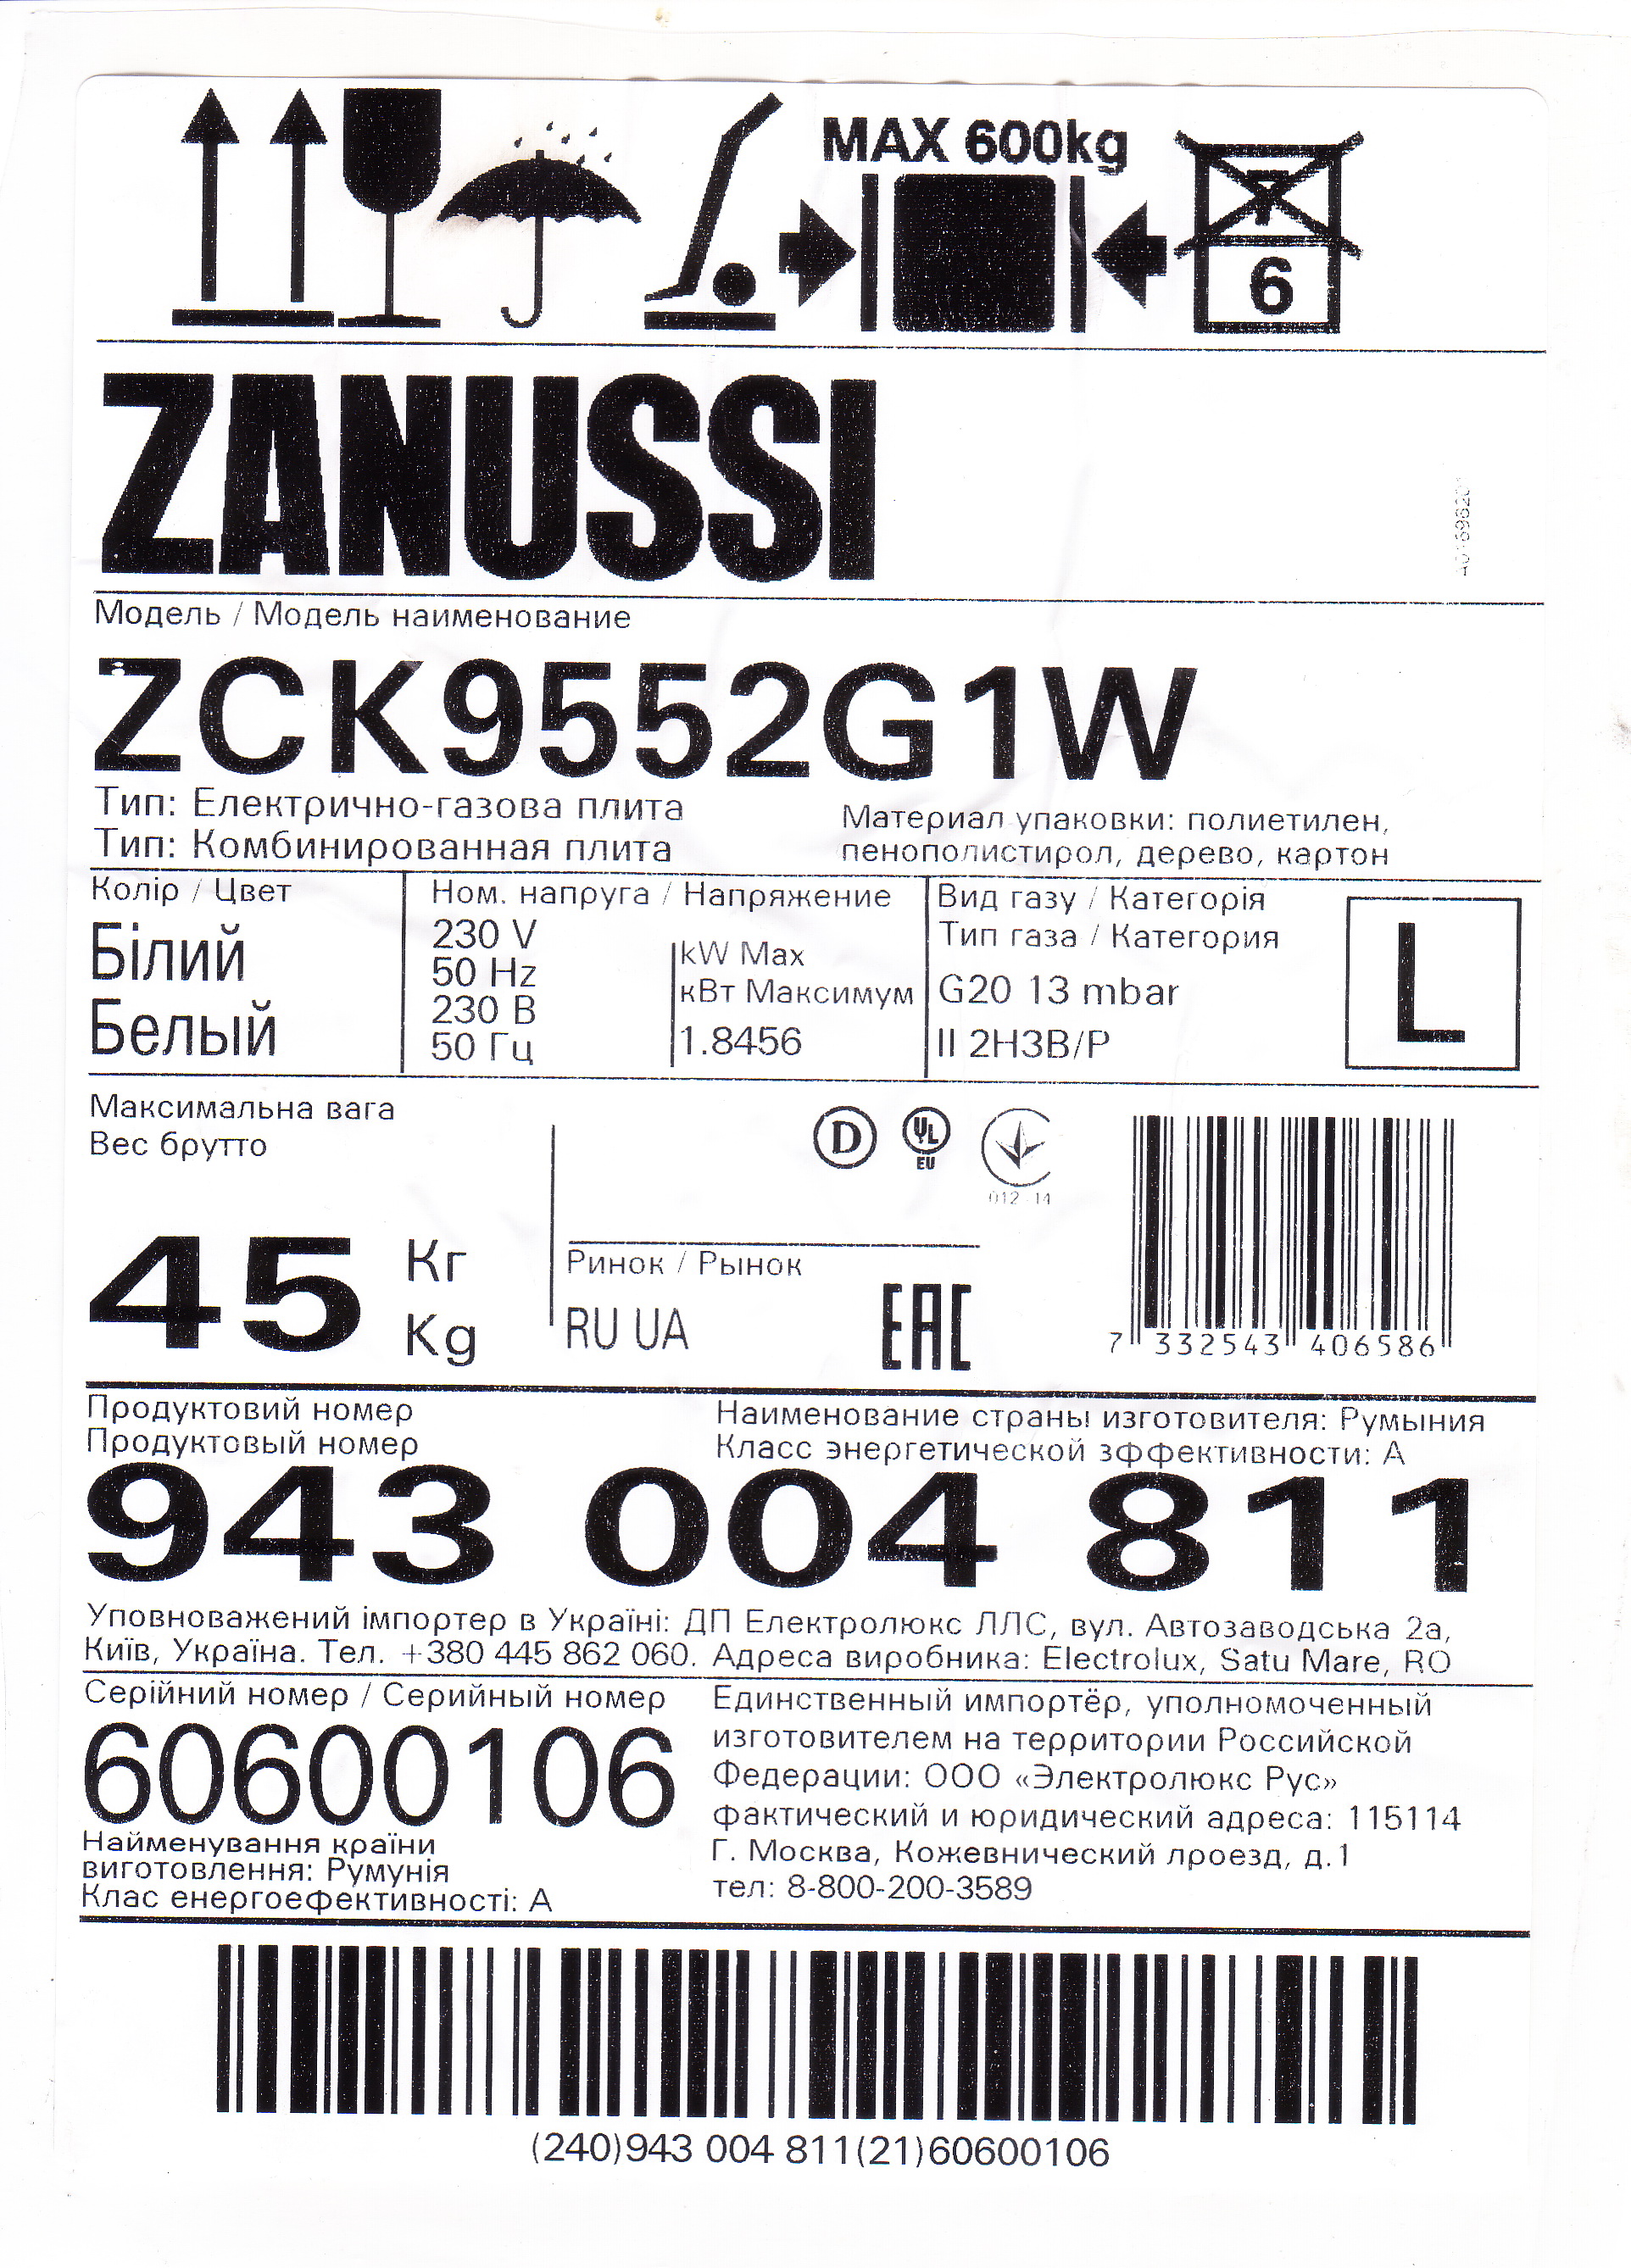 MAX 600kg
6
ZANUSSI
Модель / Модель наименование
ZCK9552G1W
Тип: Електрично-газова плита
Тип: Комбинированная плита
Материал упаковки: полиетилен,
пенополистирол, дерево, картон
Колір / Цвет
Білий
Белый
Ном. напруга / Напряжение
230 V
50 Hz
230 В
50 Гц
kW Max
кВт Максимум
1.8456
Вид газу / Категорія
Тип газа / Категория
G20 13 mbar
II 2H3B/P
L
Максимальна вага
Вес брутто
45 Кг
Kg
D
UL
EU
012-14
Ринок / Рынок
RU UA
EAC
7 332543 406586
Продуктовий номер
Продуктовый номер
Наименование страны изготовителя: Румыния
Класс энергетической зффективности: А
943 004 811
Уповноважений імпортер в Україні: ДП Електролюкс ЛЛС, вул. Автозаводська 2а,
Київ, Україна. Тел. +380 445 862 060. Адреса виробника: Electrolux, Satu Mare, RO
Серійний номер / Серийный номер
60600106
Найменування країни
виготовлення: Румунія
Клас енергоефективності: А
Единственный импортёр, уполномоченный
изготовителем на территории Российской
Федерации: ООО «Электролюкс Рус»
фактический и юридический адреса: 115114
Г. Москва, Кожевнический проезд, д.1
тел: 8-800-200-3589
(240)943 004 811(21)60600106